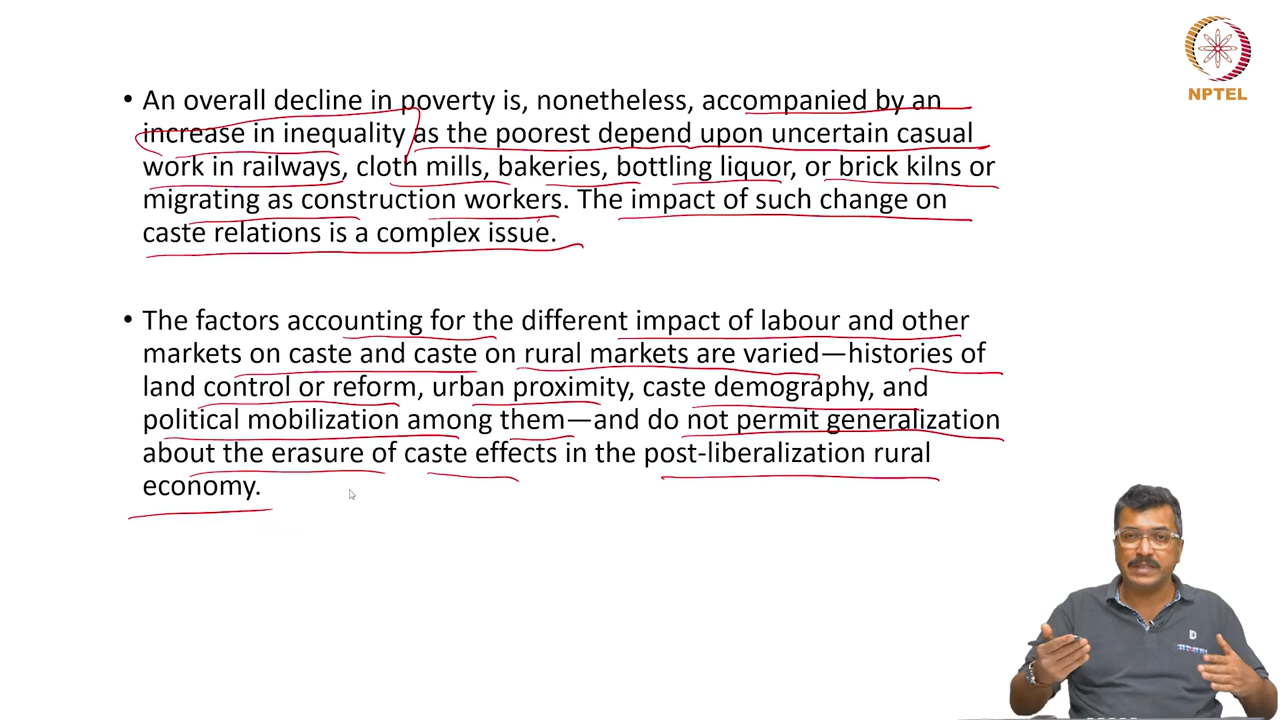 NPTEL
• An overall decline in poverty is, nonetheless, accompanied by an
increase in inequality as the poorest depend upon uncertain casual
work in railways, cloth mills, bakeries, bottling liquor, or brick kilns or
migrating as construction workers. The impact of such change on
caste relations is a complex issue.
• The factors accounting for the different impact of labour and other
markets on caste and caste on rural markets are varied—histories of
land control or reform, urban proximity, caste demography, and
political mobilization among them—and do not permit generalization
about the erasure of caste effects in the post-liberalization rural
economy.